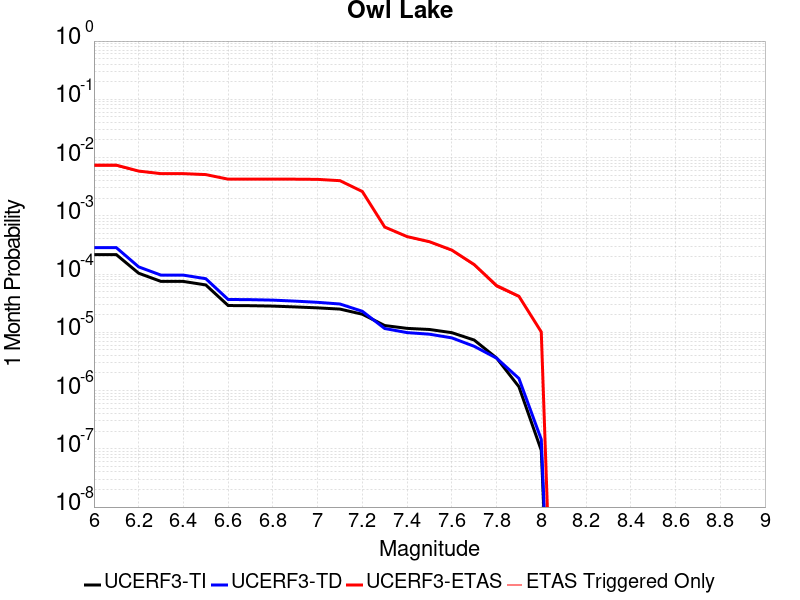 Owl Lake
10^0
10^-1
10^-2
10^-3
10^-4
10^-5
10^-6
10^-7
10^-8
1 Month Probability
6 6.2 6.4 6.6 6.8 7 7.2 7.4 7.6 7.8 8 8.2 8.4 8.6 8.8 9
Magnitude
UCERF3-TI UCERF3-TD UCERF3-ETAS ETAS Triggered Only